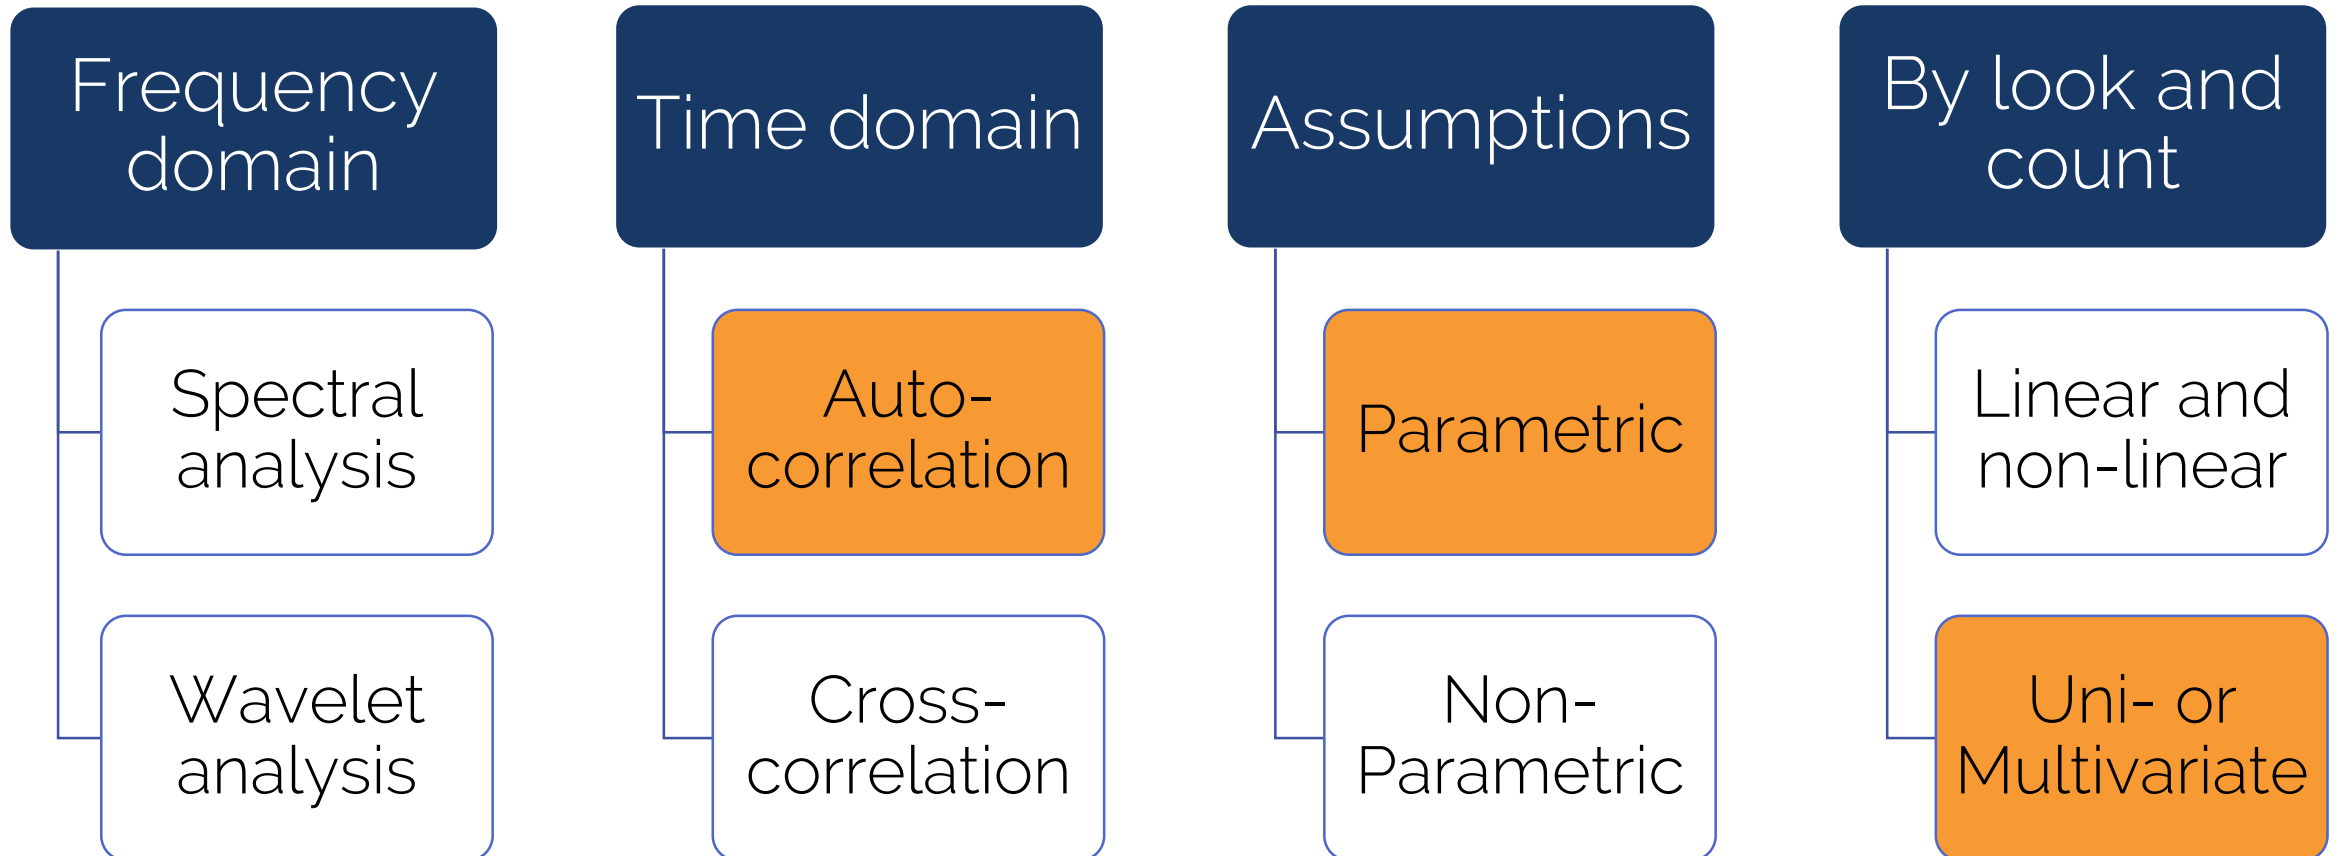 Frequency
domain
Spectral
analysis
Wavelet
analysis
Time domain
Auto-
correlation
Cross-
correlation
Assumptions
Parametric
Non-
Parametric
By look and
count
Linear and
non-linear
Uni- or
Multivariate